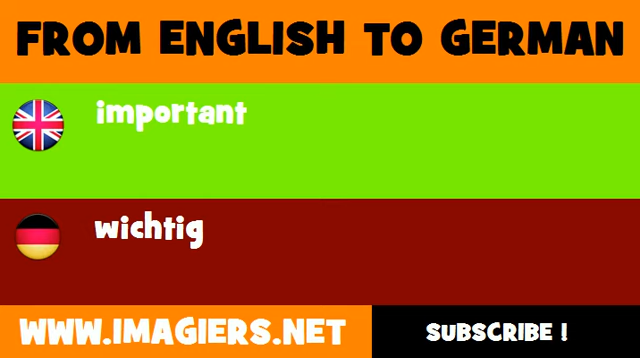 FROM ENGLISH TO GERMAN
important
wichtig
WWW.IMAGIERS.NET
SUBSCRIBE !